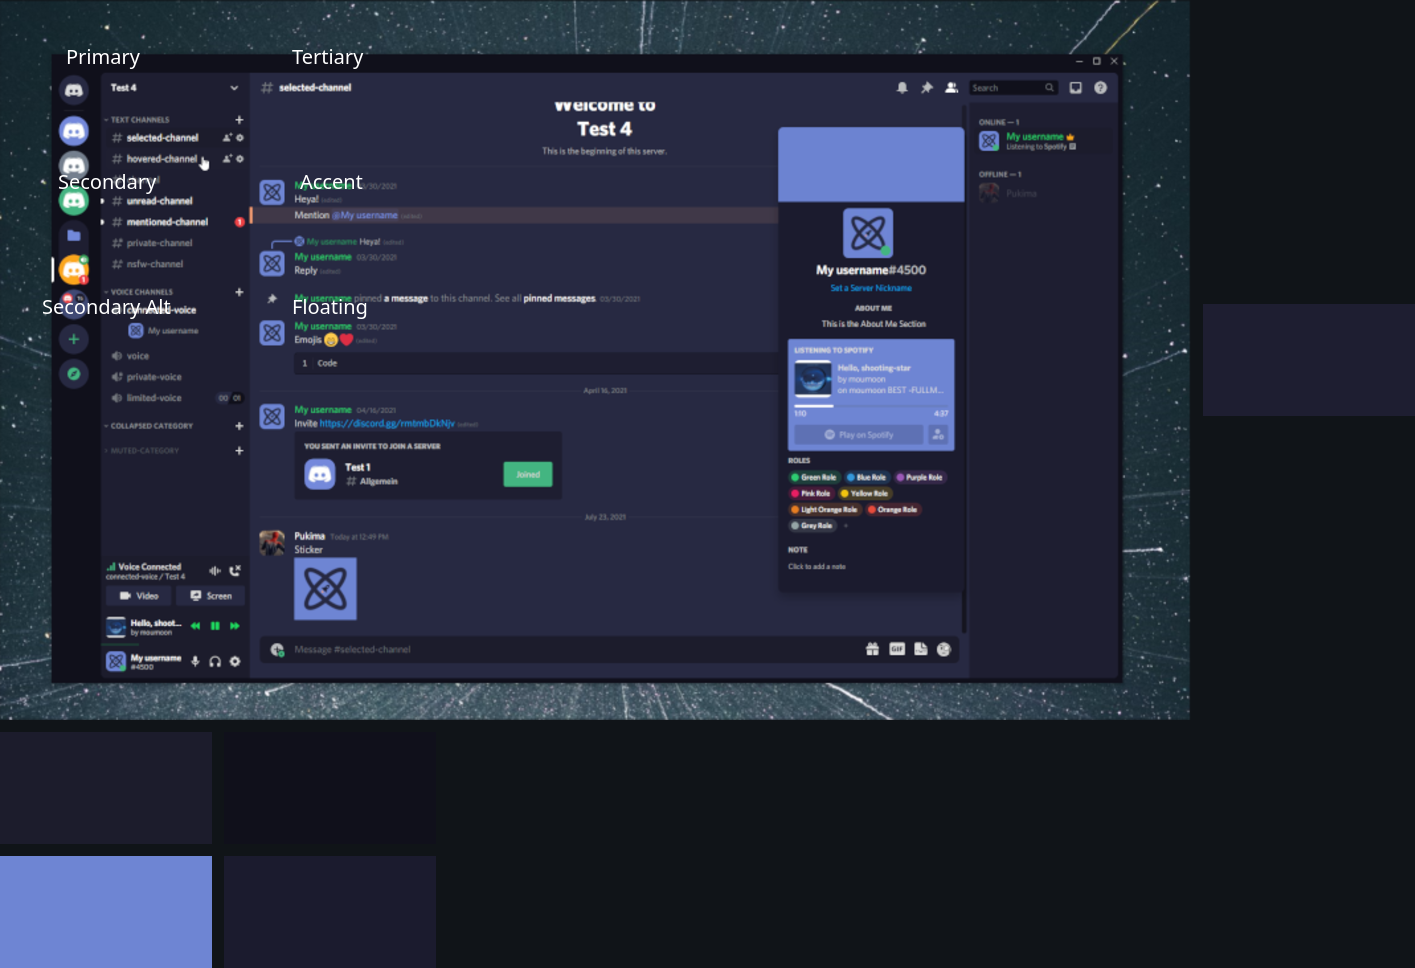 Primary
Tertiary
Test 4
selected-channel
Search
TEXT CHANNELS
selected-channel
hovered-channel
Secondary
unread-channel
mentioned-channel
1
private-channel
nsfw-channel
VOICE CHANNELS
Secondary Alt
connected-voice
My username
voice
private-voice
limited-voice
00 01
COLLAPSED CATEGORY
MUTED-CATEGORY
Voice Connected
connected-voice / Test 4
Video
Screen
Hello, shoot...
by moumoon
My username
#4500
Welcome to
Test 4
This is the beginning of this server.
Accent
My username 03/30/2021
Heya! (edited)
Mention @My username (edited)
My username Heya! (edited)
My username 03/30/2021
Reply (edited)
My username pinned a message to this channel. See all pinned messages. 03/30/2021
Floating
My username 03/30/2021
Emojis (edited)
1 Code
April 16, 2021
My username 04/16/2021
Invite https://discord.gg/rmtmbDkNjv (edited)
YOU SENT AN INVITE TO JOIN A SERVER
Test 1
Allgemein
Joined
July 23, 2021
Pukima Today at 12:49 PM
Sticker
Message #selected-channel
GIF
My username#4500
Set a Server Nickname
ABOUT ME
This is the About Me Section
LISTENING TO SPOTIFY
Hello, shooting-star
by moumoon
on moumoon BEST -FULLM...
1:10
4:37
Play on Spotify
ROLES
Green Role
Blue Role
Purple Role
Pink Role
Yellow Role
Light Orange Role
Orange Role
Grey Role
NOTE
Click to add a note
ONLINE — 1
My username
Listening to Spotify
OFFLINE — 1
Pukima